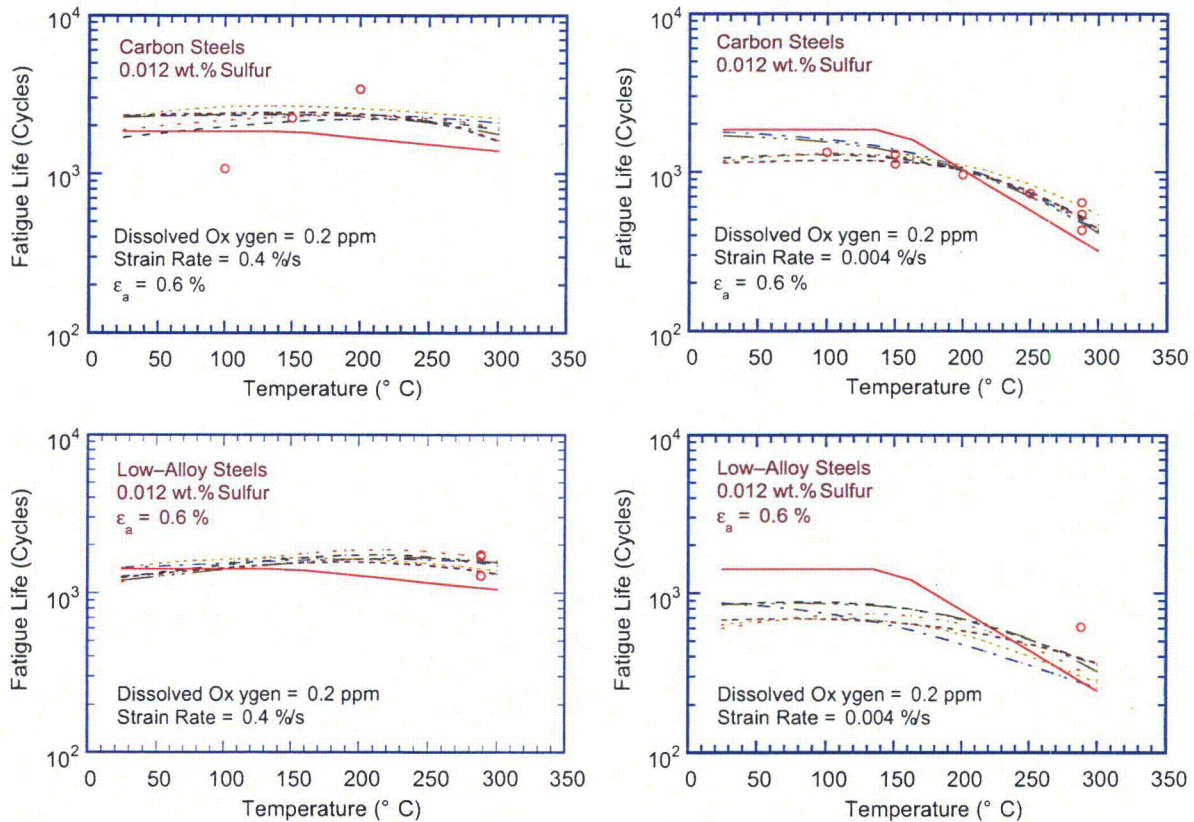 10^4
Carbon Steels
0.012 wt.% Sulfur
10^3
Fatigue Life (Cycles)
Dissolved Ox ygen = 0.2 ppm
Strain Rate = 0.4 %/s
ε_a = 0.6 %
10^2
0 50 100 150 200 250 300 350
Temperature (° C)
10^4
Carbon Steels
0.012 wt.% Sulfur
10^3
Fatigue Life (Cycles)
Dissolved Ox ygen = 0.2 ppm
Strain Rate = 0.004 %/s
ε_a = 0.6 %
10^2
0 50 100 150 200 250 300 350
Temperature (° C)
10^4
Low–Alloy Steels
0.012 wt.% Sulfur
ε_a = 0.6 %
10^3
Fatigue Life (Cycles)
Dissolved Ox ygen = 0.2 ppm
Strain Rate = 0.4 %/s
10^2
0 50 100 150 200 250 300 350
Temperature (° C)
10^4
Low–Alloy Steels
0.012 wt.% Sulfur
ε_a = 0.6 %
10^3
Fatigue Life (Cycles)
Dissolved Ox ygen = 0.2 ppm
Strain Rate = 0.004 %/s
10^2
0 50 100 150 200 250 300 350
Temperature (° C)